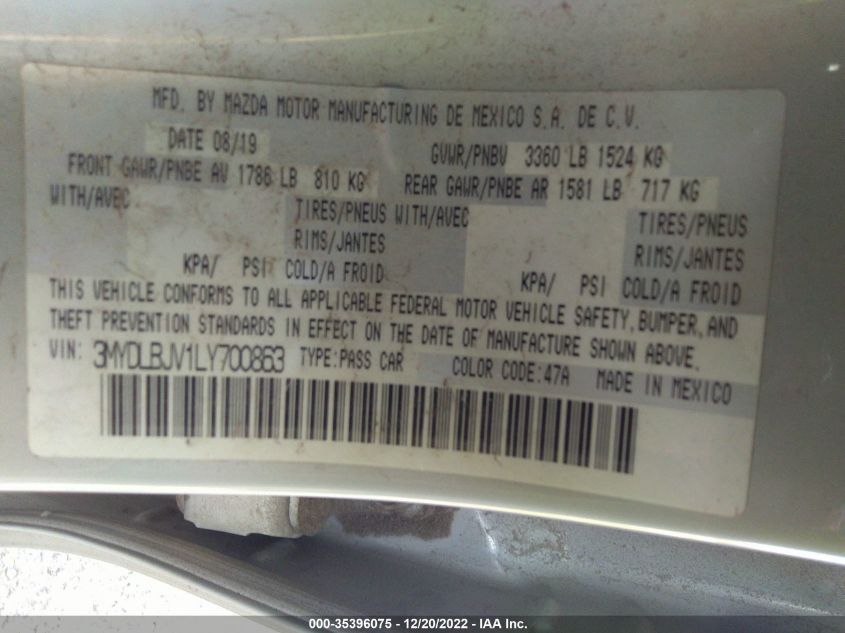 MFD. BY MAZDA MOTOR MANUFACTURING DE MEXICO S.A. DE C.V.
DATE 08/19 GVWR/PNBV 3360 LB 1524 KG
FRONT GAWR/PNBE AV 1786 LB 810 KG REAR GAWR/PNBE AR 1581 LB 717 KG
WITH/AVEC TIRES/PNEUS WITH/AVEC TIRES/PNEUS
RIMS/JANTES RIMS/JANTES
KPA/ PSI COLD/A FROID KPA/ PSI COLD/A FROID
THIS VEHICLE CONFORMS TO ALL APPLICABLE FEDERAL MOTOR VEHICLE SAFETY, BUMPER, AND
THEFT PREVENTION STANDARDS IN EFFECT ON THE DATE OF MANUFACTURE SHOWN ABOVE.
VIN: 3MYDLBJV1LY700863 TYPE:PASS CAR COLOR CODE:47A MADE IN MEXICO
000-35396075 - 12/20/2022 - IAA Inc.